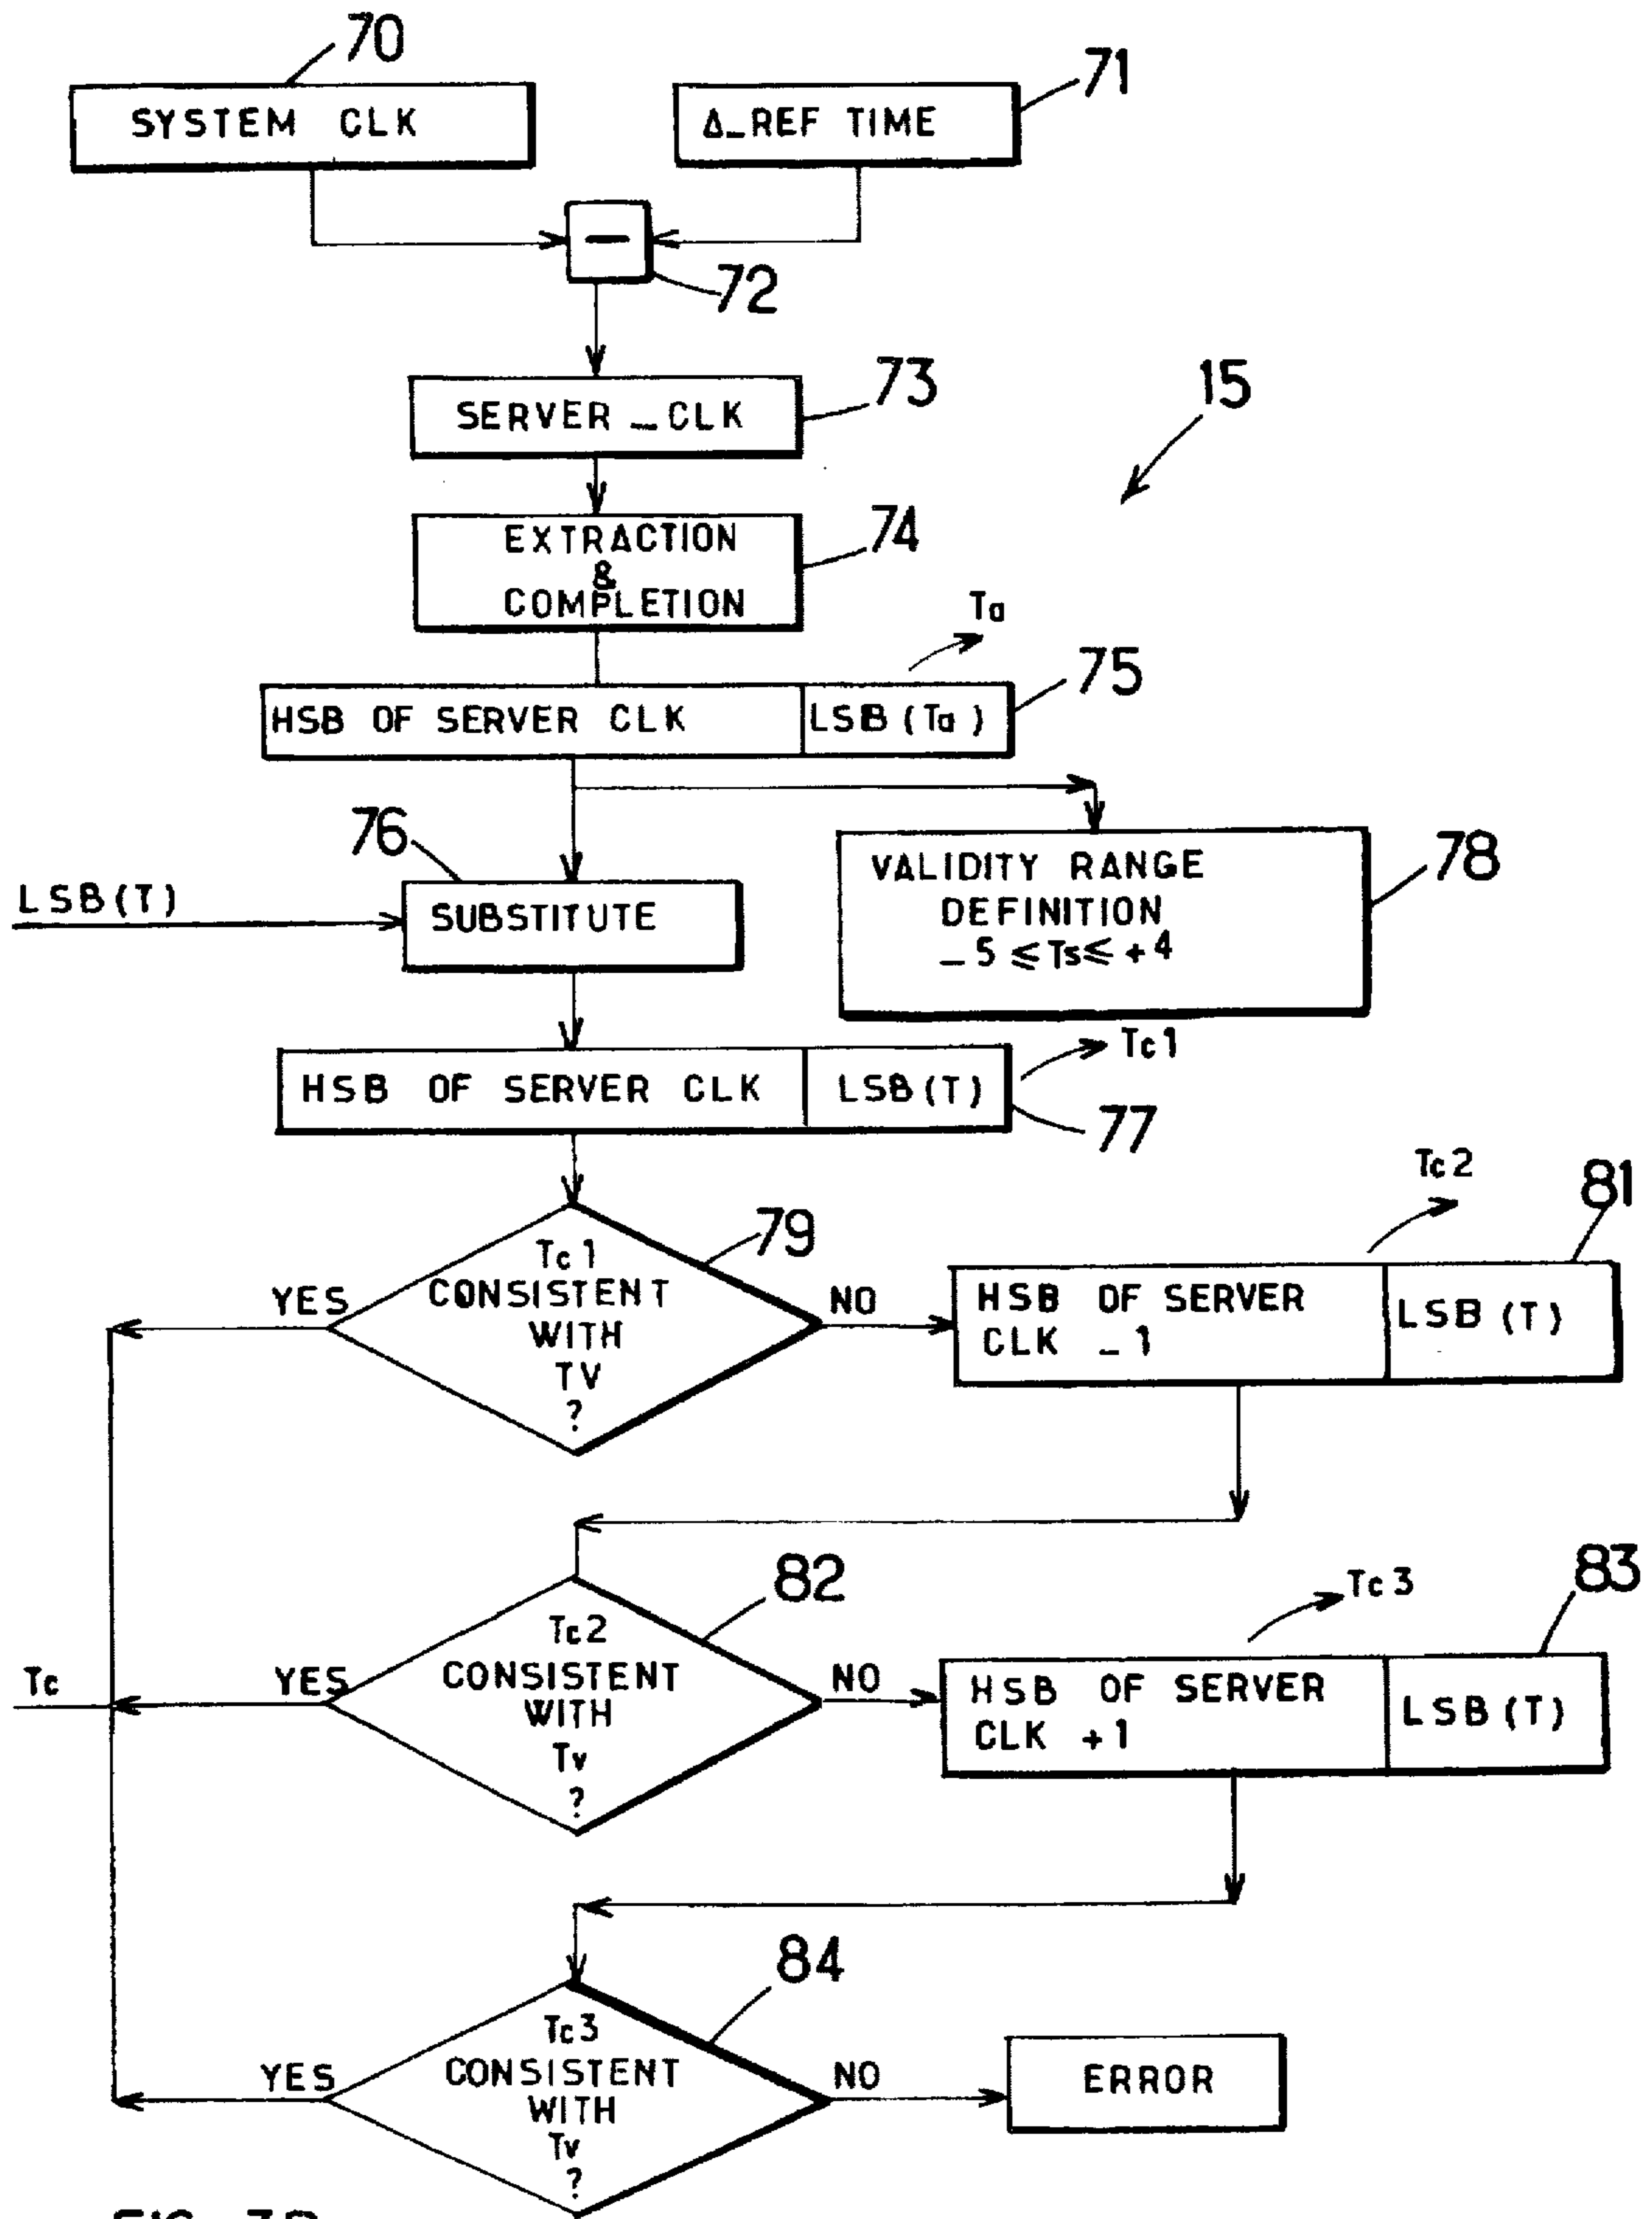 70
71
SYSTEM CLK
Δ_REF TIME
—
72
73
SERVER _ CLK
15
74
EXTRACTION
&
COMPLETION
Ta
75
HSB OF SERVER CLK
LSB (Ta)
76
78
VALIDITY RANGE
DEFINITION
_ 5 ⩽ Ts ⩽ + 4
LSB (T)
SUBSTITUTE
Tc1
HSB OF SERVER CLK
LSB (T)
77
Tc2
81
79
Tc1
CONSISTENT
WITH
TV
?
YES
NO
HSB OF SERVER
CLK _ 1
LSB (T)
82
Tc3
83
Tc2
CONSISTENT
WITH
Tv
?
Tc
YES
NO
HSB OF SERVER
CLK + 1
LSB (T)
84
Tc3
CONSISTENT
WITH
Tv
?
YES
NO
ERROR